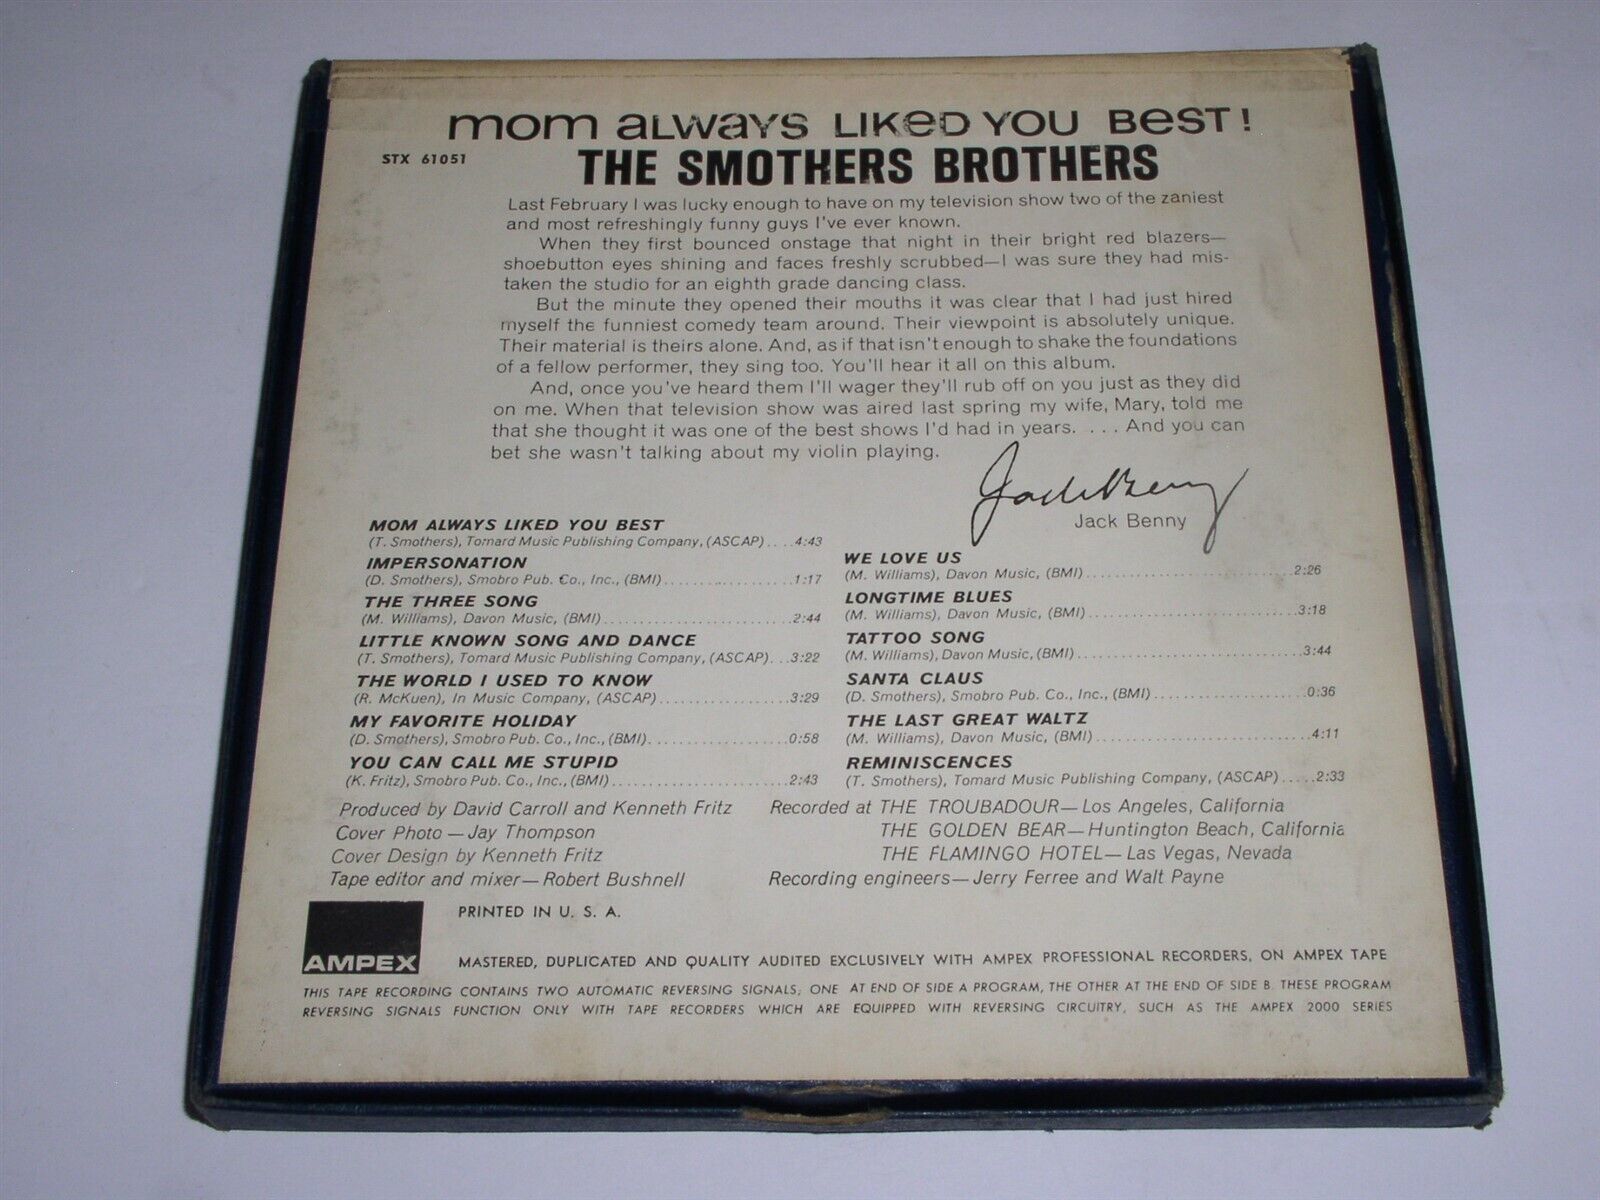 mom ALWAYS LIKED YOU BEST!
STX 61051
THE SMOTHERS BROTHERS
Last February I was lucky enough to have on my television show two of the zaniest
and most refreshingly funny guys I've ever known.
When they first bounced onstage that night in their bright red blazers—
shoebutton eyes shining and faces freshly scrubbed—I was sure they had mis-
taken the studio for an eighth grade dancing class.
But the minute they opened their mouths it was clear that I had just hired
myself the funniest comedy team around. Their viewpoint is absolutely unique.
Their material is theirs alone. And, as if that isn't enough to shake the foundations
of a fellow performer, they sing too. You'll hear it all on this album.
And, once you've heard them I'll wager they'll rub off on you just as they did
on me. When that television show was aired last spring my wife, Mary, told me
that she thought it was one of the best shows I'd had in years. . . . And you can
bet she wasn't talking about my violin playing.
Jack Benny
Jack Benny
MOM ALWAYS LIKED YOU BEST
(T. Smothers), Tomard Music Publishing Company, (ASCAP) . . . . 4:43
IMPERSONATION
(D. Smothers), Smobro Pub. Co., Inc., (BMI) . . . . . . . . . . . . . . . . 1:17
THE THREE SONG
(M. Williams), Davon Music, (BMI) . . . . . . . . . . . . . . . . . . . . . . . . 2:44
LITTLE KNOWN SONG AND DANCE
(T. Smothers), Tomard Music Publishing Company, (ASCAP) . . . 3:22
THE WORLD I USED TO KNOW
(R. McKuen), In Music Company, (ASCAP) . . . . . . . . . . . . . . . . . 3:29
MY FAVORITE HOLIDAY
(D. Smothers), Smobro Pub. Co., Inc., (BMI) . . . . . . . . . . . . . . . . . 0:58
YOU CAN CALL ME STUPID
(K. Fritz), Smobro Pub. Co., Inc., (BMI) . . . . . . . . . . . . . . . . . . . . . 2:43
WE LOVE US
(M. Williams), Davon Music, (BMI) . . . . . . . . . . . . . . . . . . . . . . . . 2:26
LONGTIME BLUES
(M. Williams), Davon Music, (BMI) . . . . . . . . . . . . . . . . . . . . . . . . 3:18
TATTOO SONG
(M. Williams), Davon Music, (BMI) . . . . . . . . . . . . . . . . . . . . . . . . 3:44
SANTA CLAUS
(D. Smothers), Smobro Pub. Co., Inc., (BMI) . . . . . . . . . . . . . . . . 0:36
THE LAST GREAT WALTZ
(M. Williams), Davon Music, (BMI) . . . . . . . . . . . . . . . . . . . . . . . . 4:11
REMINISCENCES
(T. Smothers), Tomard Music Publishing Company, (ASCAP) . . . . . 2:33
Produced by David Carroll and Kenneth Fritz
Cover Photo — Jay Thompson
Cover Design by Kenneth Fritz
Tape editor and mixer — Robert Bushnell
Recorded at THE TROUBADOUR — Los Angeles, California
THE GOLDEN BEAR — Huntington Beach, California
THE FLAMINGO HOTEL — Las Vegas, Nevada
Recording engineers — Jerry Ferree and Walt Payne
AMPEX
PRINTED IN U. S. A.
MASTERED, DUPLICATED AND QUALITY AUDITED EXCLUSIVELY WITH AMPEX PROFESSIONAL RECORDERS, ON AMPEX TAPE
THIS TAPE RECORDING CONTAINS TWO AUTOMATIC REVERSING SIGNALS; ONE AT END OF SIDE A PROGRAM, THE OTHER AT THE END OF SIDE B. THESE PROGRAM
REVERSING SIGNALS FUNCTION ONLY WITH TAPE RECORDERS WHICH ARE EQUIPPED WITH REVERSING CIRCUITRY, SUCH AS THE AMPEX 2000 SERIES